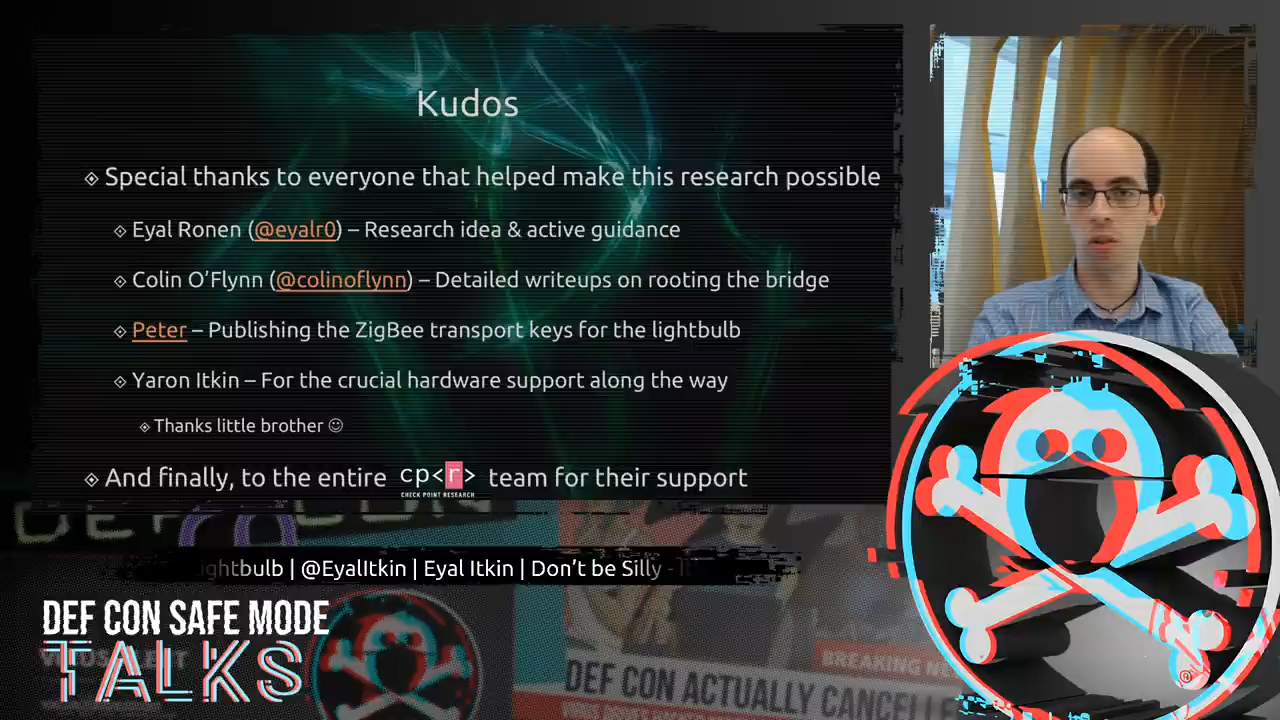 Kudos
Special thanks to everyone that helped make this research possible
Eyal Ronen (@eyalr0) – Research idea & active guidance
Colin O'Flynn (@colinoflynn) – Detailed writeups on rooting the bridge
Peter – Publishing the ZigBee transport keys for the lightbulb
Yaron Itkin – For the crucial hardware support along the way
Thanks little brother ☺
And finally, to the entire cp<r> team for their support
CHECK POINT RESEARCH
DEF CON
ghtbulb | @EyalItkin | Eyal Itkin | Don't be Silly -
DEF CON SAFE MODE
TALKS
BREAKING NE
DEF CON ACTUALLY CANCELLE